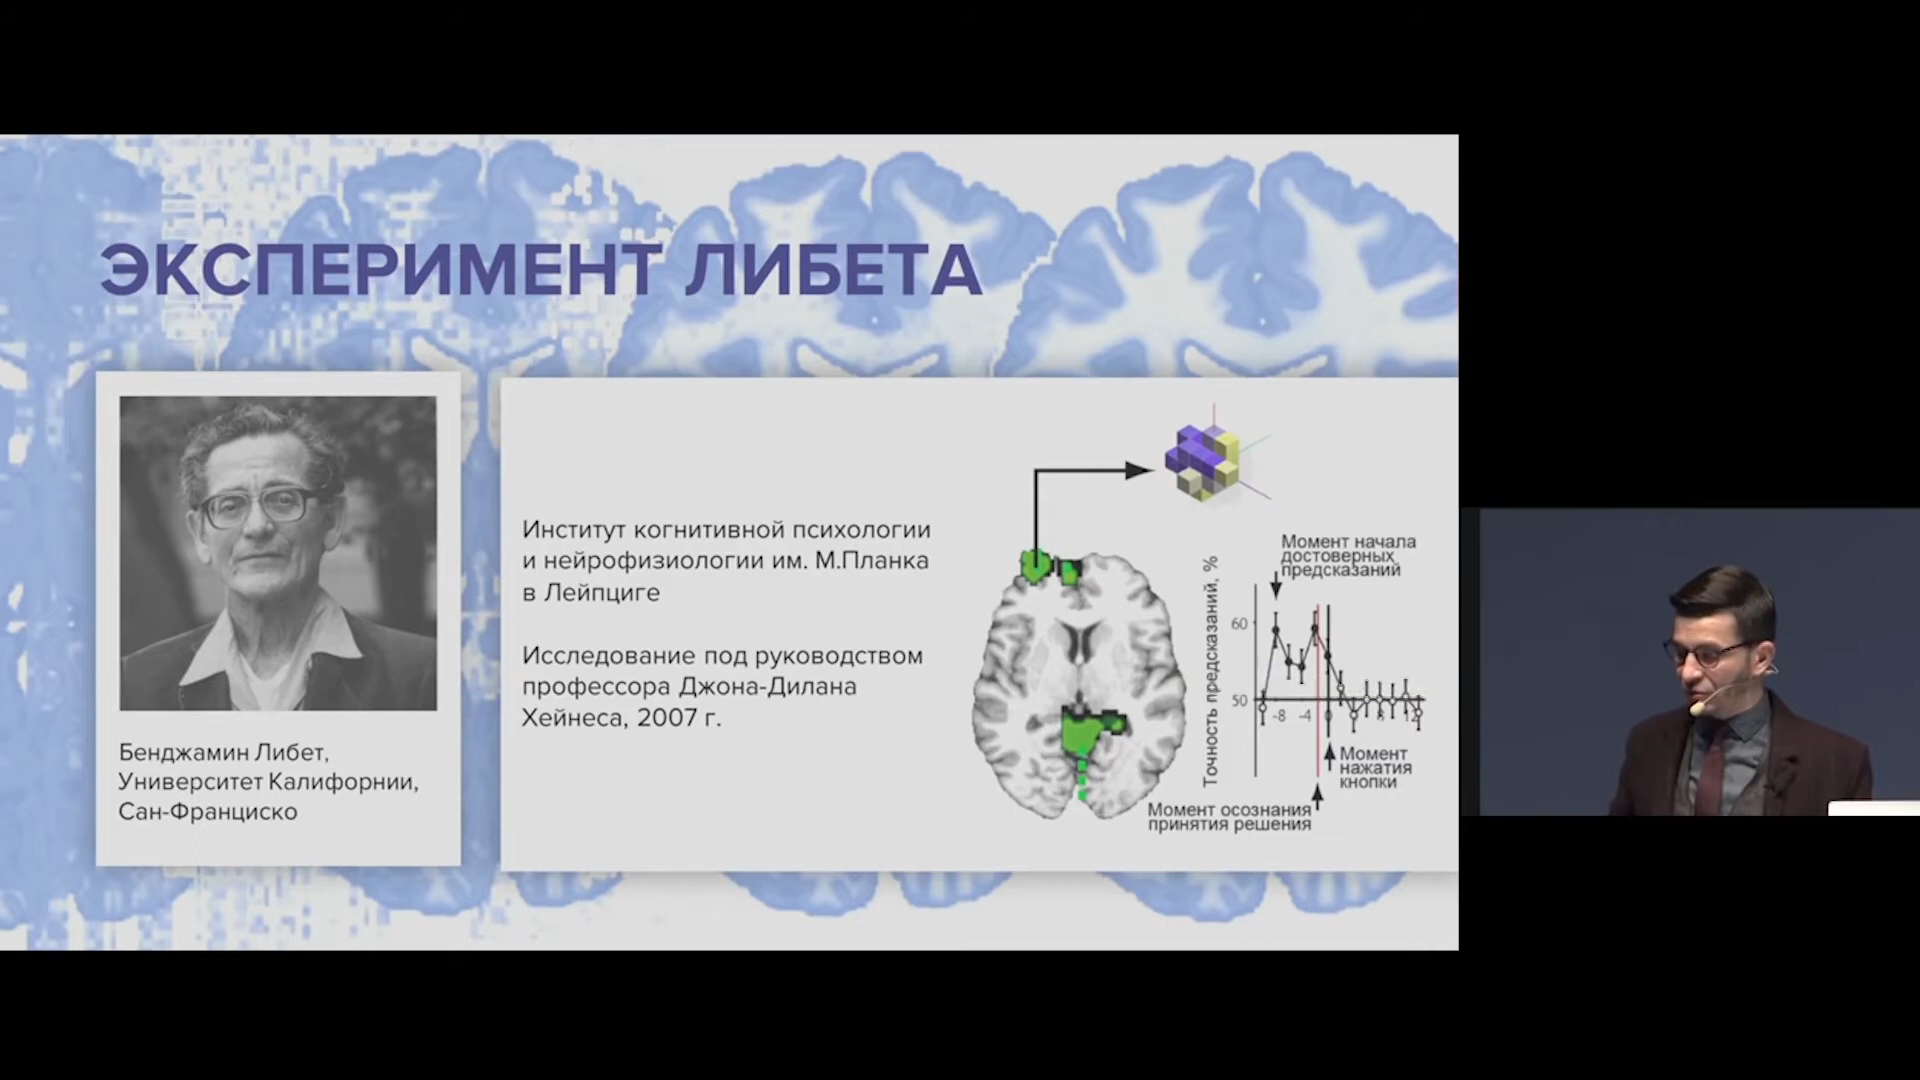 ЭКСПЕРИМЕНТ ЛИБЕТА
Бенджамин Либет,
Университет Калифорнии,
Сан-Франциско
Институт когнитивной психологии
и нейрофизиологии им. М.Планка
в Лейпциге
Исследование под руководством
профессора Джона-Дилана
Хейнеса, 2007 г.
Момент начала
достоверных
предсказаний
Точность предсказаний, %
60
50
-8 -4 0 8 12
Момент
нажатия
кнопки
Момент осознания
принятия решения